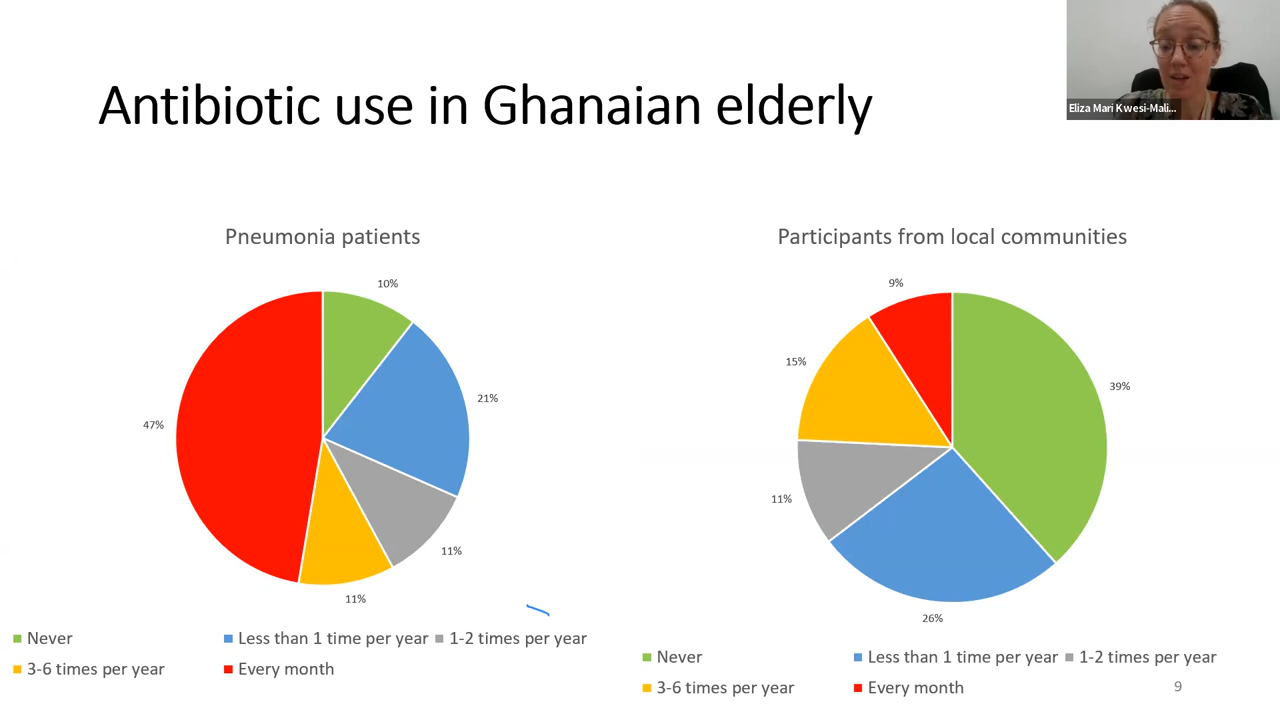 Eliza Mari Kwesi-Mali...
Antibiotic use in Ghanaian elderly
Pneumonia patients
10%
21%
47%
11%
11%
Never
Less than 1 time per year
1-2 times per year
3-6 times per year
Every month
Participants from local communities
9%
15%
39%
11%
26%
Never
Less than 1 time per year
1-2 times per year
3-6 times per year
Every month
9